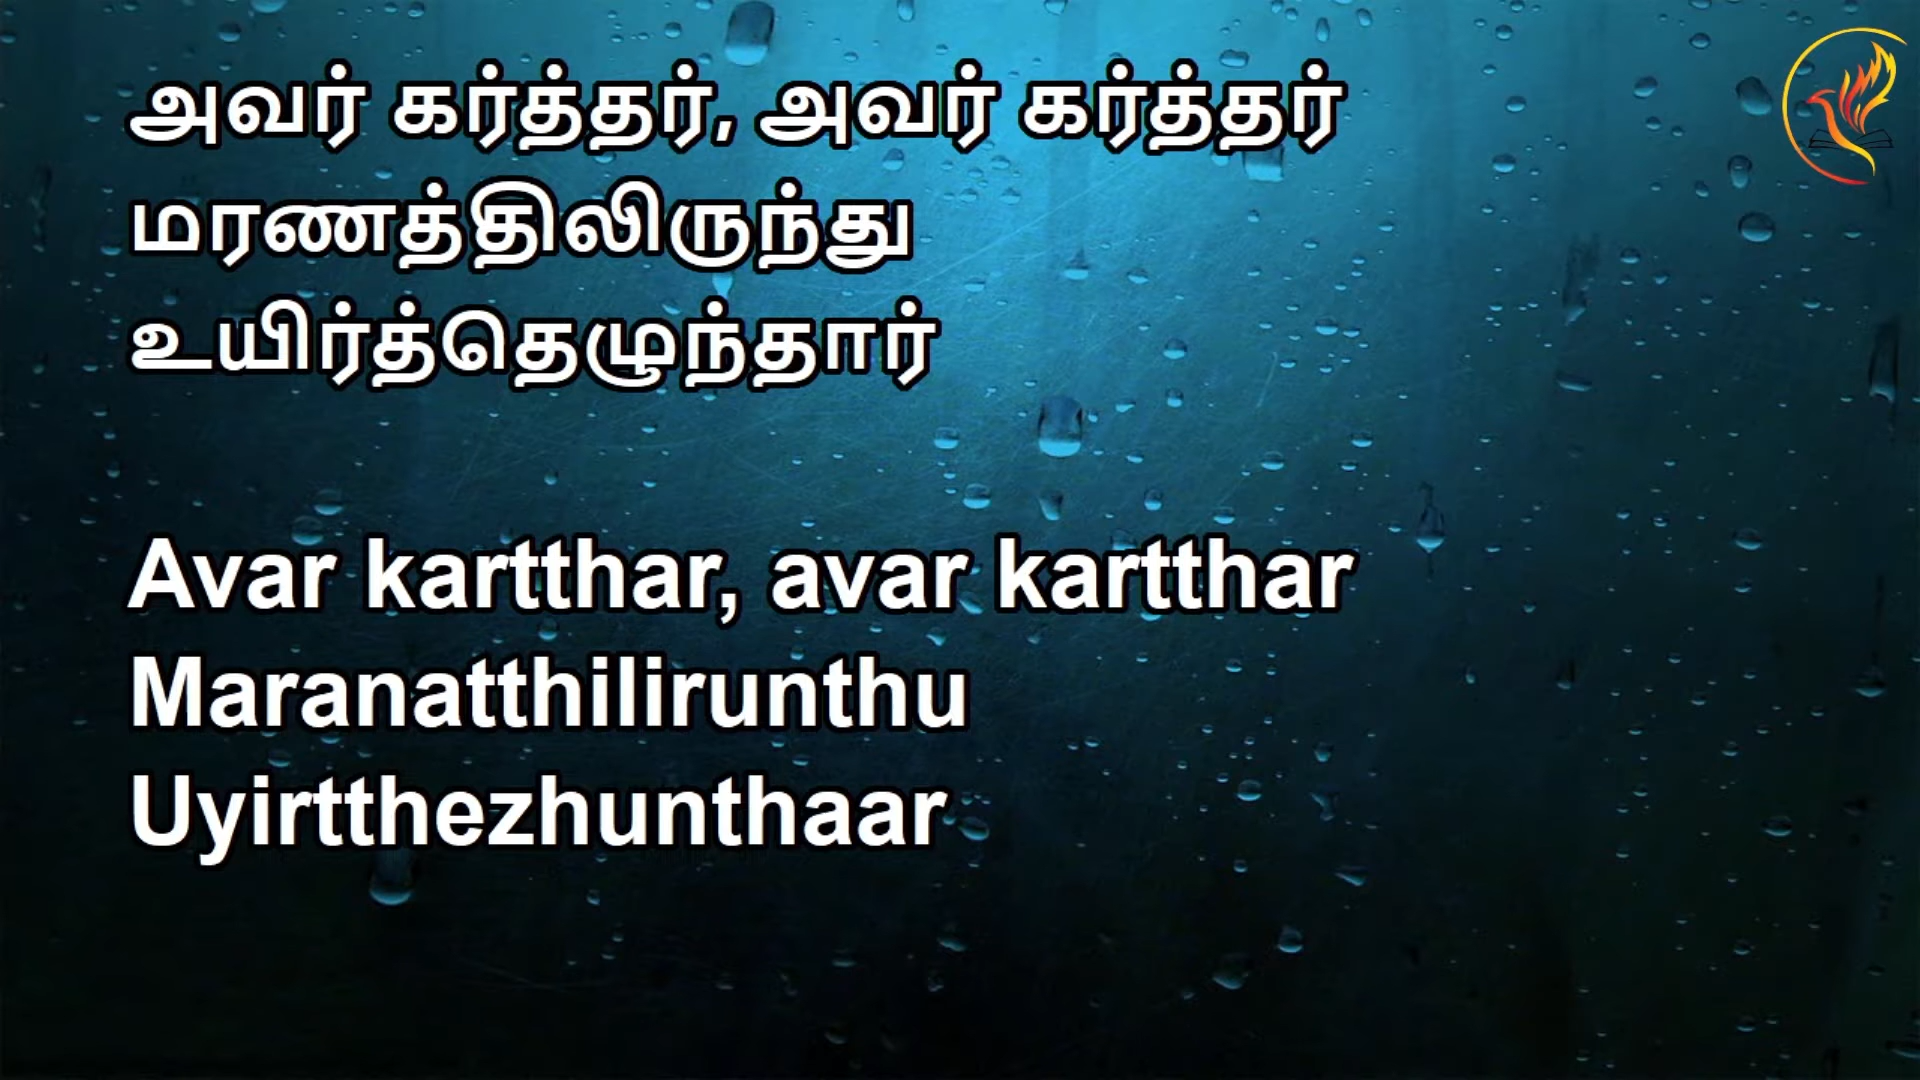 அவர் கர்த்தர், அவர் கர்த்தர்
மரணத்திலிருந்து
உயிர்த்தெழுந்தார்
Avar kartthar, avar kartthar
Maranatthilirunthu
Uyirtthezhunthaar